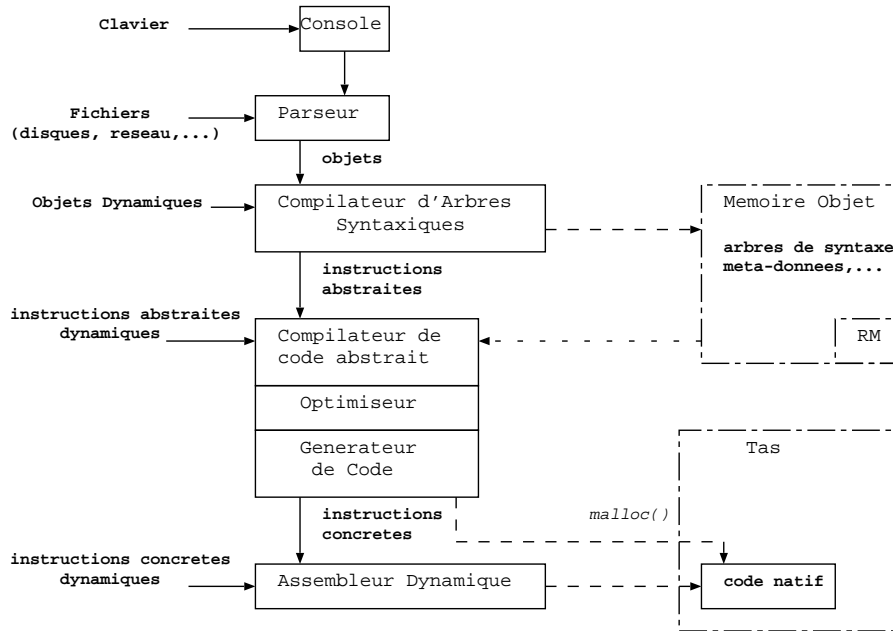 Clavier
Console
Fichiers
(disques, reseau,...)
Parseur
objets
Objets Dynamiques
Compilateur d'Arbres
Syntaxiques
Memoire Objet
arbres de syntaxe
meta-donnees,...
instructions
abstraites
instructions abstraites
dynamiques
Compilateur de
code abstrait
RM
Optimiseur
Generateur
de Code
Tas
instructions
concretes
malloc()
instructions concretes
dynamiques
Assembleur Dynamique
code natif